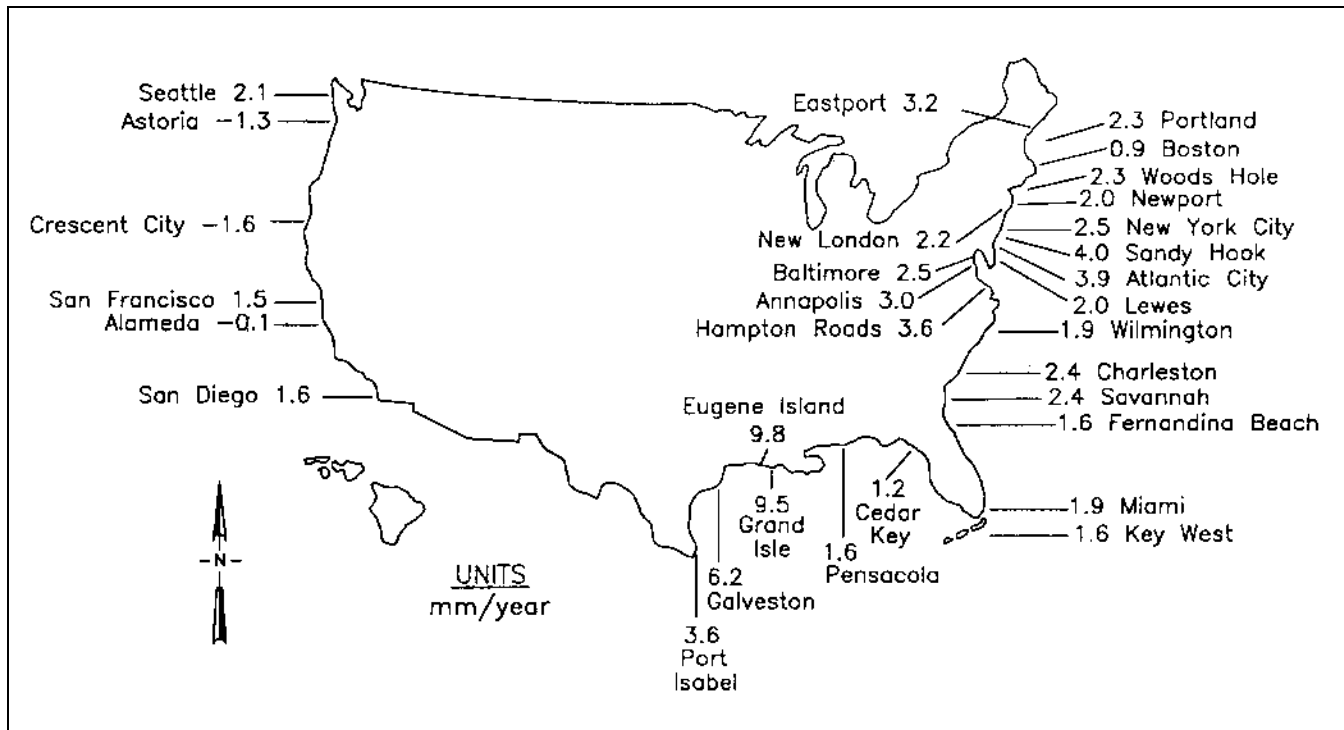 Seattle 2.1
Astoria -1.3
Crescent City -1.6
San Francisco 1.5
Alameda -0.1
San Diego 1.6
Eastport 3.2
2.3 Portland
0.9 Boston
2.3 Woods Hole
2.0 Newport
2.5 New York City
4.0 Sandy Hook
3.9 Atlantic City
2.0 Lewes
1.9 Wilmington
New London 2.2
Baltimore 2.5
Annapolis 3.0
Hampton Roads 3.6
2.4 Charleston
2.4 Savannah
1.6 Fernandina Beach
1.9 Miami
1.6 Key West
Eugene Island
9.8
9.5
Grand
Isle
1.2
Cedar
Key
1.6
Pensacola
6.2
Galveston
3.6
Port
Isabel
-N-
UNITS
mm/year